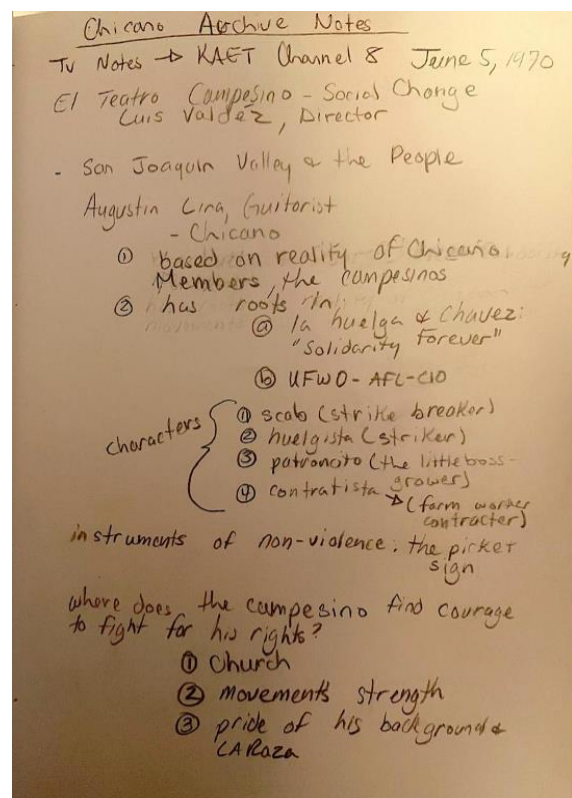 Chicano Archive Notes
TV Notes → KAET Channel 8 June 5, 1970
El Teatro Campesino - Social Change
Luis Valdéz, Director
- San Joaquin Valley & the People
Augustin Lira, Guitorist
- Chicano
① based on reality of Chicano
Members, the campesinos
② has roots in
ⓐ la huelga & Chavez:
"Solidarity Forever"
ⓑ UFWO-AFL-CIO
characters
① scab (strike breaker)
② huelgista (striker)
③ patroncito (the little boss-
grower)
④ contratista → (farm worker
contracter)
instruments of non-violence: the picket
sign
where does the campesino find courage
to fight for his rights?
① Church
② movements strength
③ pride of his background &
LA Raza